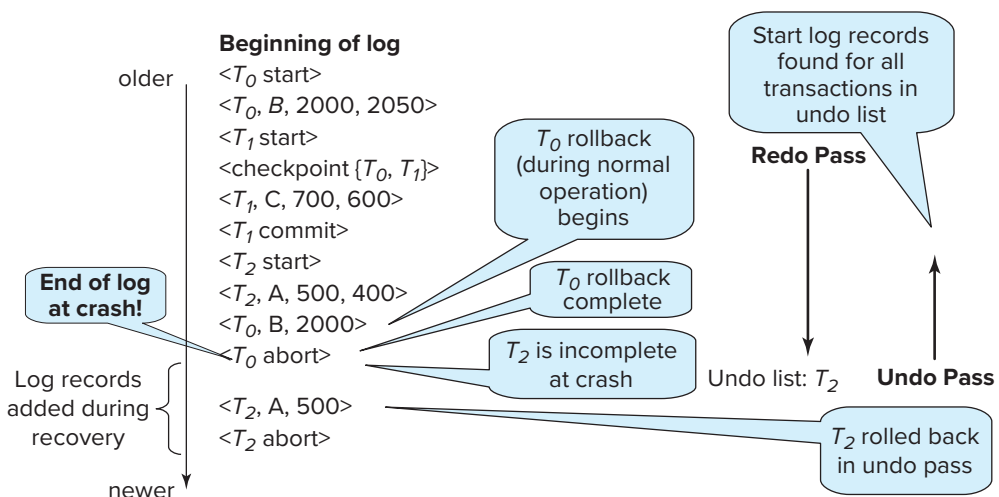 Beginning of log
older
<T0 start>
<T0, B, 2000, 2050>
<T1 start>
<checkpoint {T0, T1}>
<T1, C, 700, 600>
<T1 commit>
<T2 start>
<T2, A, 500, 400>
<T0, B, 2000>
<T0 abort>
<T2, A, 500>
<T2 abort>
newer
End of log
at crash!
Log records
added during
recovery
T0 rollback
(during normal
operation)
begins
T0 rollback
complete
T2 is incomplete
at crash
Start log records
found for all
transactions in
undo list
Redo Pass
Undo list: T2
Undo Pass
T2 rolled back
in undo pass